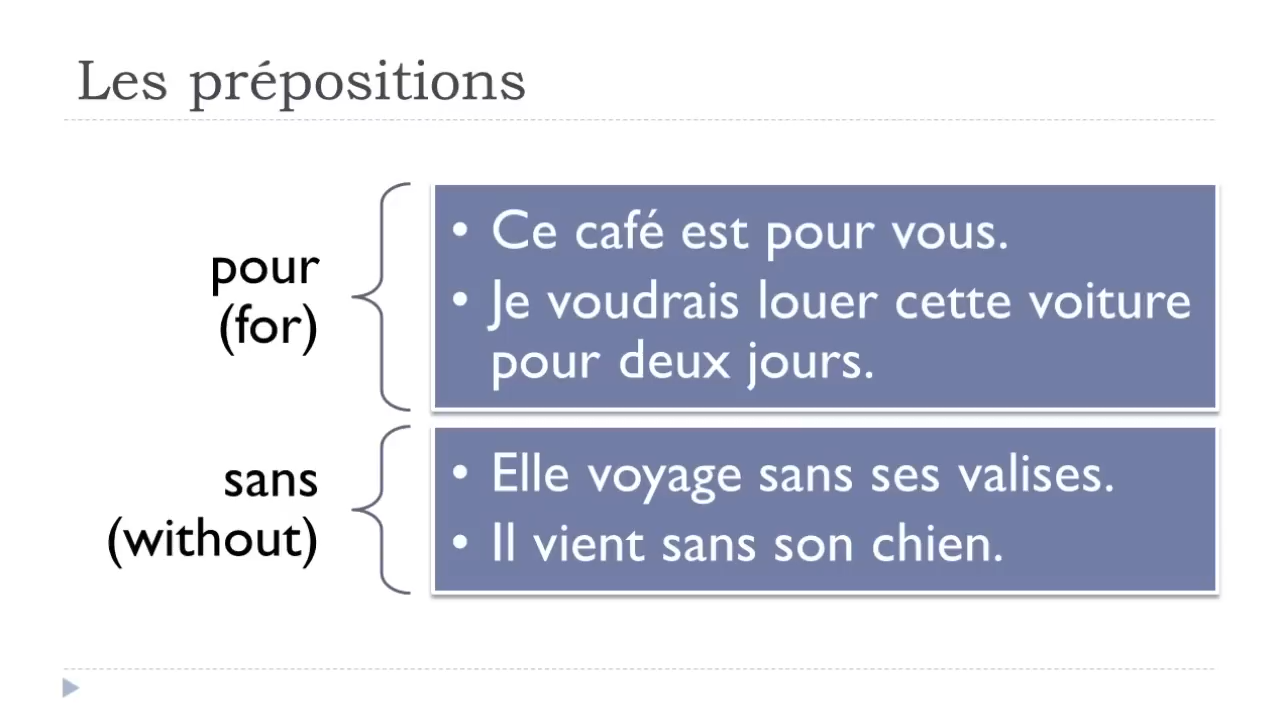 Les prépositions
pour
(for)
• Ce café est pour vous.
• Je voudrais louer cette voiture
pour deux jours.
sans
(without)
• Elle voyage sans ses valises.
• Il vient sans son chien.